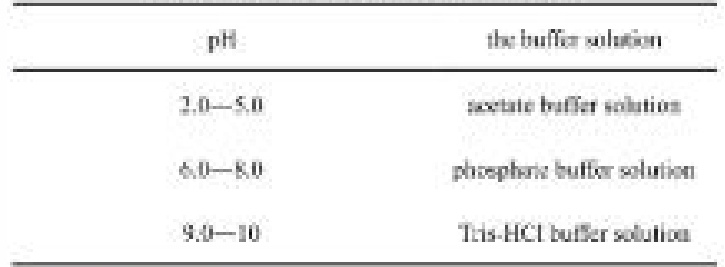 pH the buffer solution
2.0—5.0 acetate buffer solution
6.0—8.0 phosphate buffer solution
9.0—10 Tris-HCl buffer solution